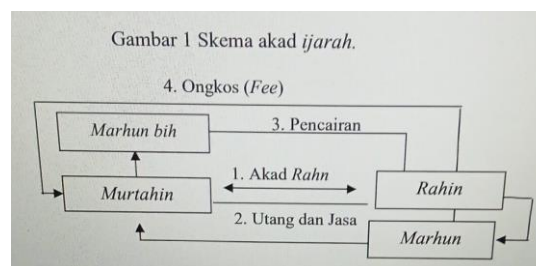 Gambar 1 Skema akad ijarah.
4. Ongkos (Fee)
Marhun bih
3. Pencairan
1. Akad Rahn
Murtahin
Rahin
2. Utang dan Jasa
Marhun